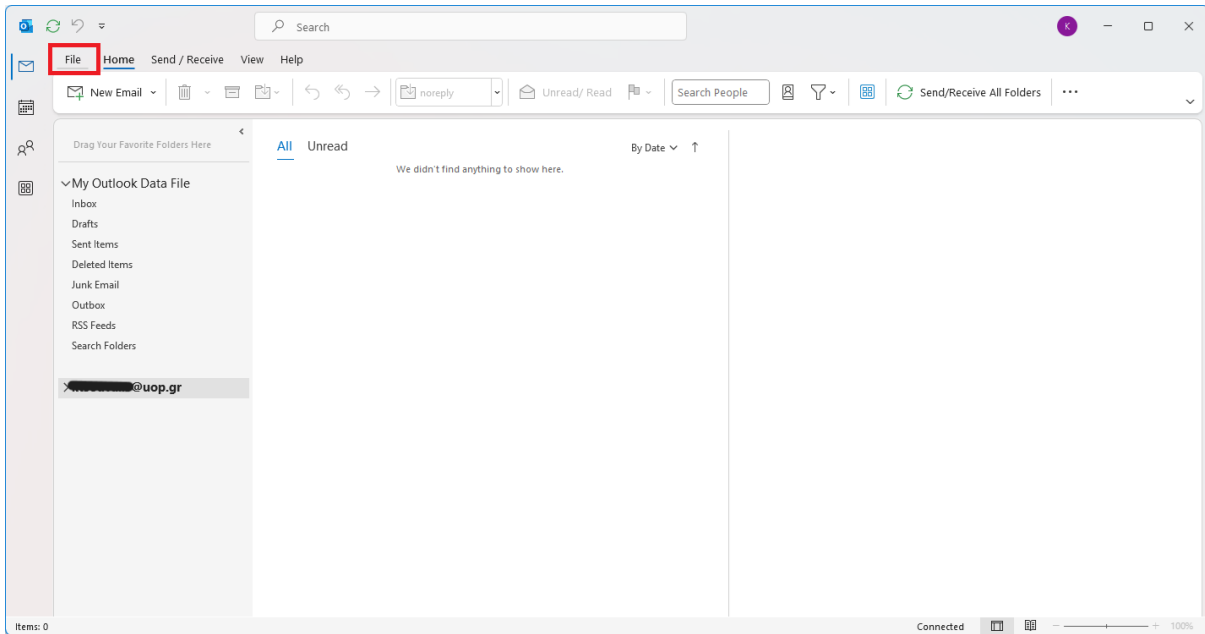 Search
K
File Home Send / Receive View Help
New Email noreply Unread/ Read Search People Send/Receive All Folders
Drag Your Favorite Folders Here
All Unread By Date
We didn't find anything to show here.
My Outlook Data File
Inbox
Drafts
Sent Items
Deleted Items
Junk Email
Outbox
RSS Feeds
Search Folders
@uop.gr
Items: 0 Connected 100%